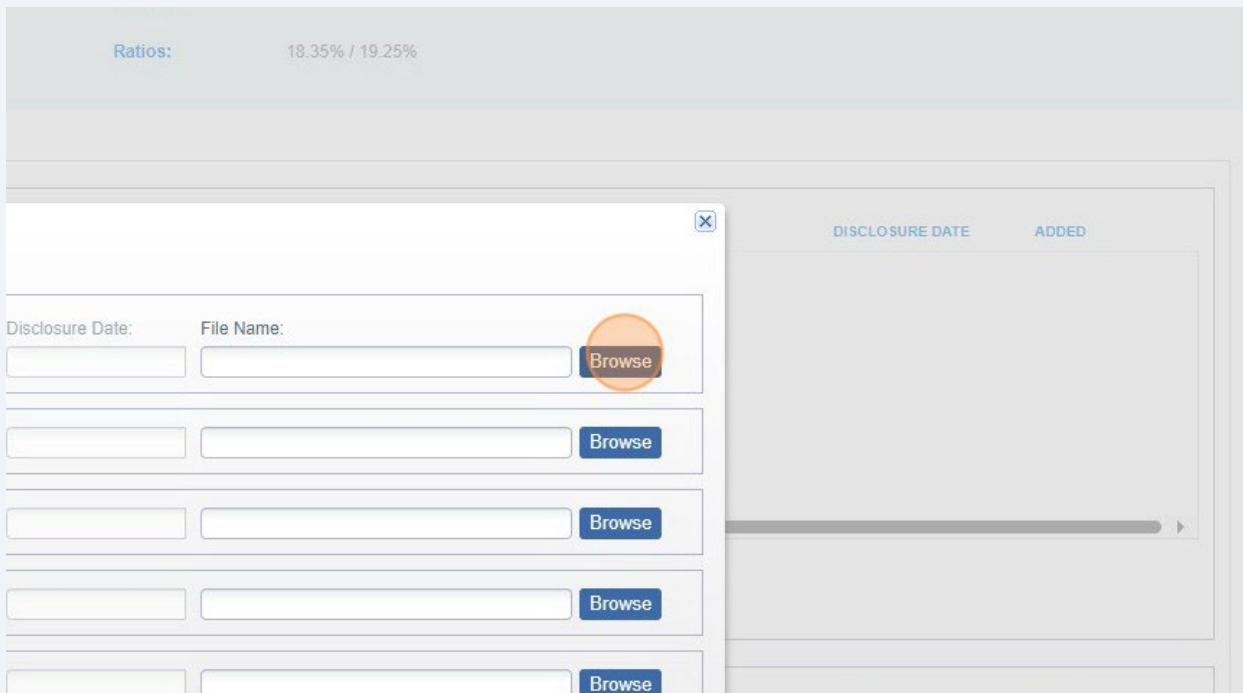 Ratios: 18.35% / 19.25%
DISCLOSURE DATE ADDED
Disclosure Date: File Name:
Browse
Browse
Browse
Browse
Browse